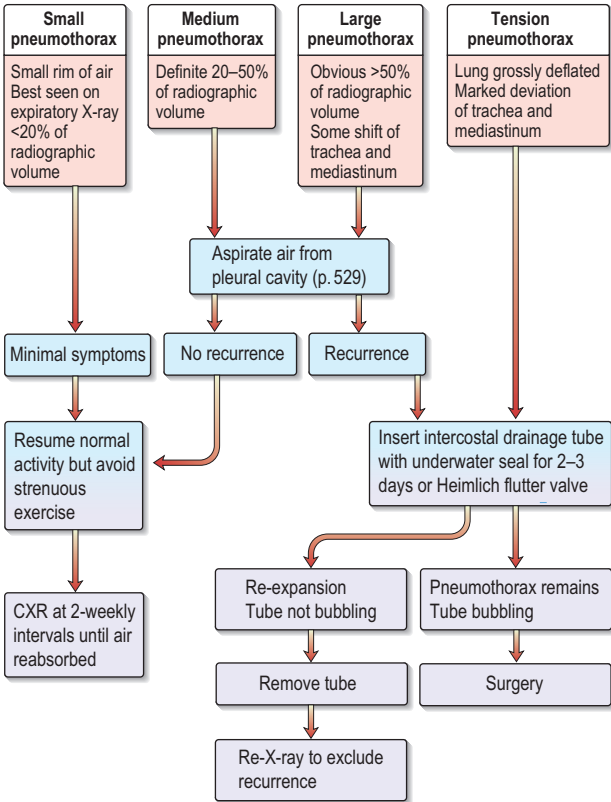 Small
pneumothorax
Small rim of air
Best seen on
expiratory X-ray
<20% of
radiographic
volume
Medium
pneumothorax
Definite 20–50%
of radiographic
volume
Large
pneumothorax
Obvious >50%
of radiographic
volume
Some shift of
trachea and
mediastinum
Tension
pneumothorax
Lung grossly deflated
Marked deviation
of trachea and
mediastinum
Aspirate air from
pleural cavity (p. 529)
Minimal symptoms
No recurrence
Recurrence
Resume normal
activity but avoid
strenuous
exercise
Insert intercostal drainage tube
with underwater seal for 2–3
days or Heimlich flutter valve
CXR at 2-weekly
intervals until air
reabsorbed
Re-expansion
Tube not bubbling
Pneumothorax remains
Tube bubbling
Remove tube
Surgery
Re-X-ray to exclude
recurrence